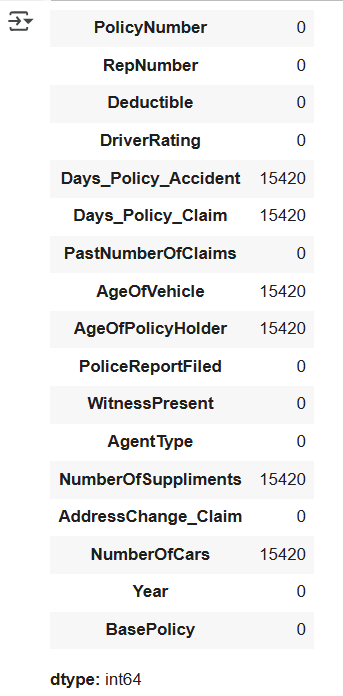 PolicyNumber 0
RepNumber 0
Deductible 0
DriverRating 0
Days_Policy_Accident 15420
Days_Policy_Claim 15420
PastNumberOfClaims 0
AgeOfVehicle 15420
AgeOfPolicyHolder 15420
PoliceReportFiled 0
WitnessPresent 0
AgentType 0
NumberOfSuppliments 15420
AddressChange_Claim 0
NumberOfCars 15420
Year 0
BasePolicy 0
dtype: int64